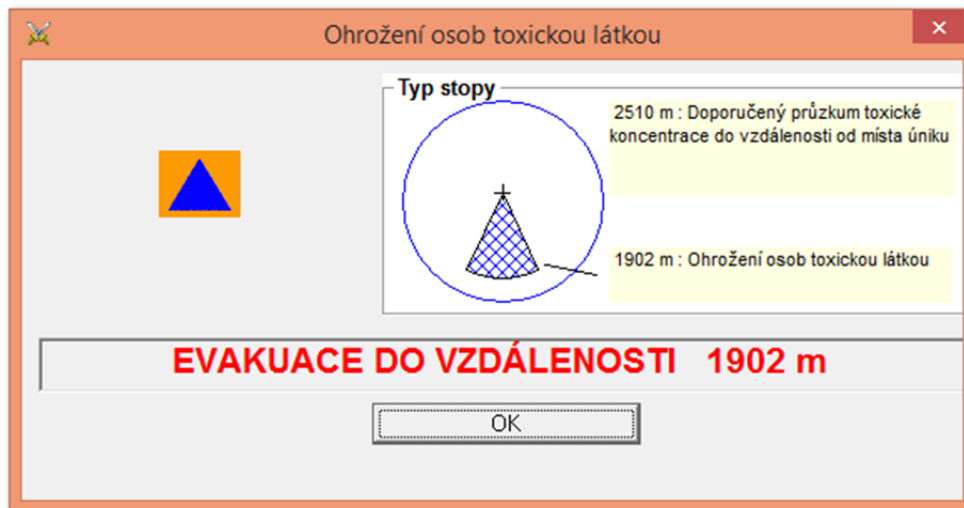 Ohrožení osob toxickou látkou
Typ stopy
2510 m : Doporučený průzkum toxické
koncentrace do vzdálenosti od místa úniku
1902 m : Ohrožení osob toxickou látkou
EVAKUACE DO VZDÁLENOSTI 1902 m
OK